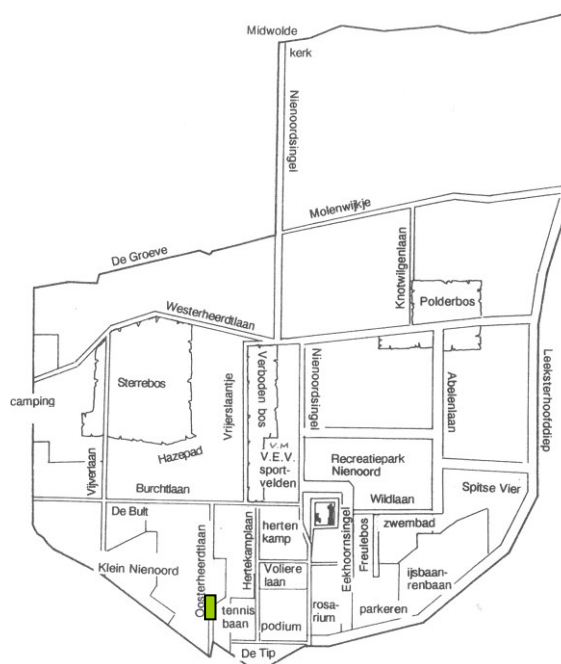 Midwolde
kerk
Nienoordsingel
Molenwijkje
De Groeve
Knotwilgenlaan
Polderbos
Westerheerdtlaan
Verboden bos
Nienoordsingel
Abelenlaan
Leeksterhoofddiep
Sterrebos
Vrijerslaantje
camping
Hazepad
V.M
V.E.V.
sport-
velden
Recreatiepark
Nienoord
Vijverlaan
Burchtlaan
Wildlaan
Spitse Vier
De Bult
Oosterheerdtlaan
Hertekamplaan
herten
kamp
Eekhoornsingel
Freulebos
zwembad
Klein Nienoord
Voliere
laan
ijsbaan-
renbaan
tennis
baan
podium
rosa-
rium
parkeren
De Tip